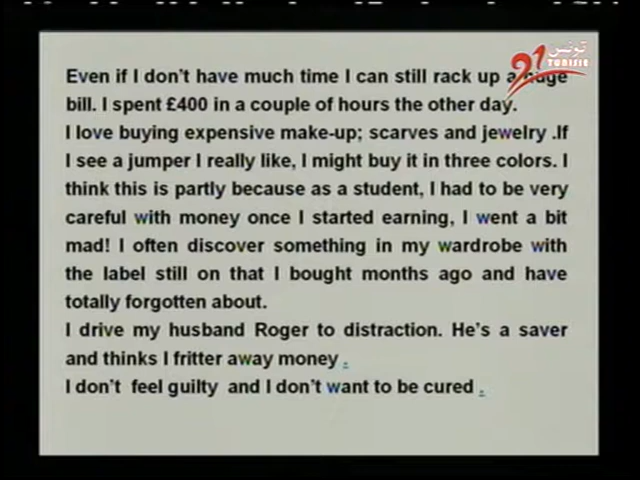 تونس
21
TUNISIE
Even if I don't have much time I can still rack up a huge
bill. I spent £400 in a couple of hours the other day.
I love buying expensive make-up; scarves and jewelry .If
I see a jumper I really like, I might buy it in three colors. I
think this is partly because as a student, I had to be very
careful with money once I started earning, I went a bit
mad! I often discover something in my wardrobe with
the label still on that I bought months ago and have
totally forgotten about.
I drive my husband Roger to distraction. He's a saver
and thinks I fritter away money .
I don't feel guilty and I don't want to be cured .